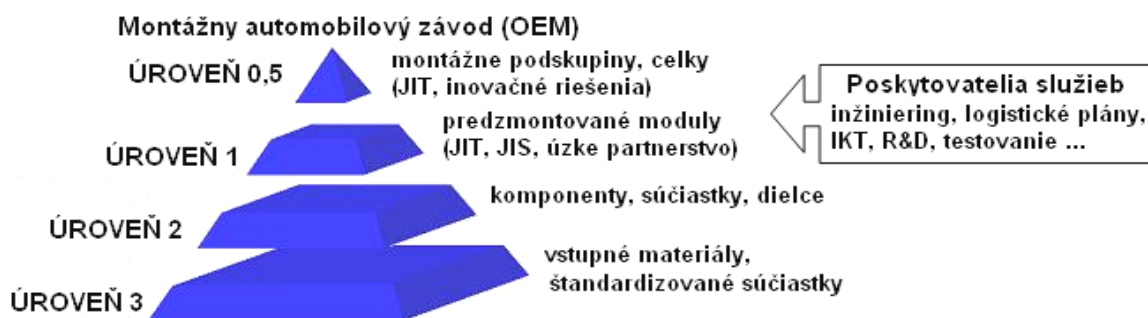 Montážny automobilový závod (OEM)
ÚROVEŇ 0,5
montážne podskupiny, celky
(JIT, inovačné riešenia)
ÚROVEŇ 1
predzmontované moduly
(JIT, JIS, úzke partnerstvo)
ÚROVEŇ 2
komponenty, súčiastky, dielce
ÚROVEŇ 3
vstupné materiály,
štandardizované súčiastky
Poskytovatelia služieb
inžiniering, logistické plány,
IKT, R&D, testovanie ...